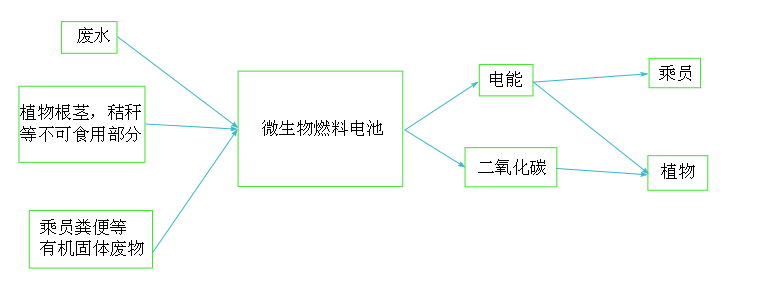 废水
植物根茎，秸秆
等不可食用部分
乘员粪便等
有机固体废物
微生物燃料电池
电能
二氧化碳
乘员
植物